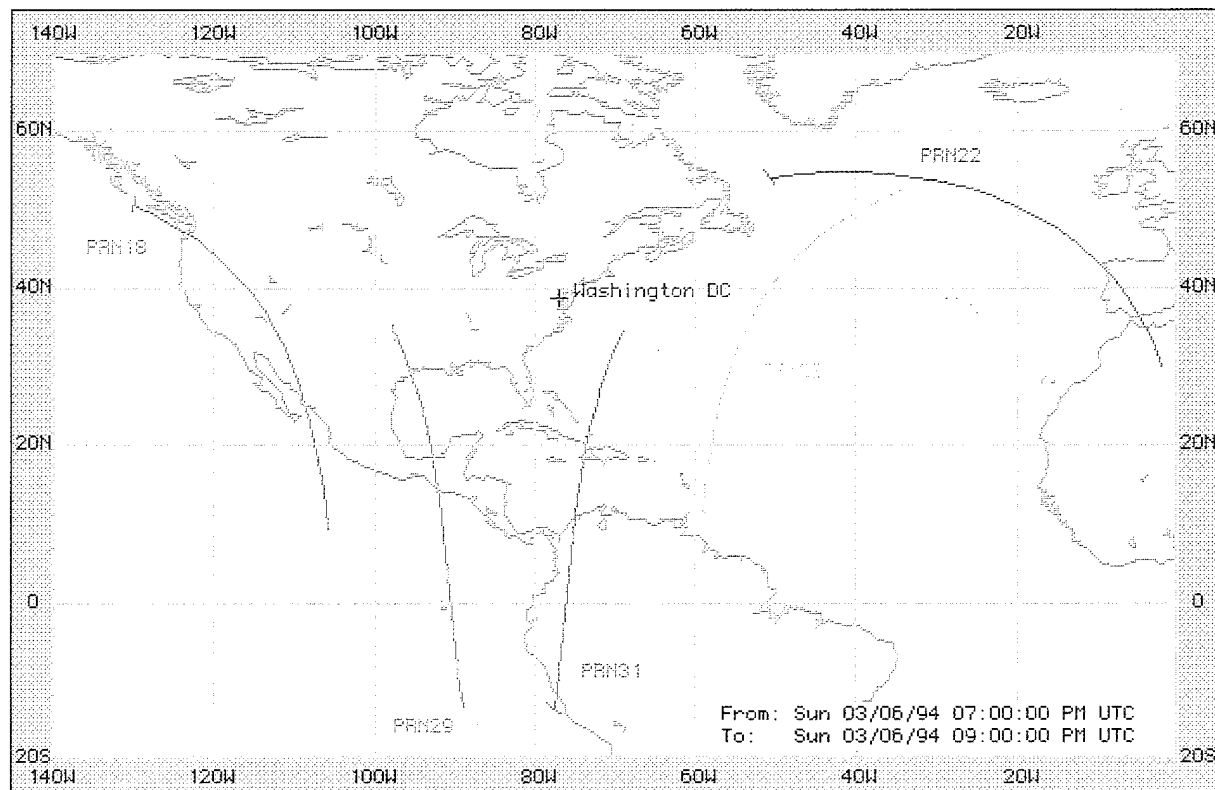 140W 120W 100W 80W 60W 40W 20W
60N 60N
PRN22
PRN18
40N 40N
Washington DC
20N 20N
0 0
PRN31
PRN29
From: Sun 03/06/94 07:00:00 PM UTC
To: Sun 03/06/94 09:00:00 PM UTC
20S 20S
140W 120W 100W 80W 60W 40W 20W